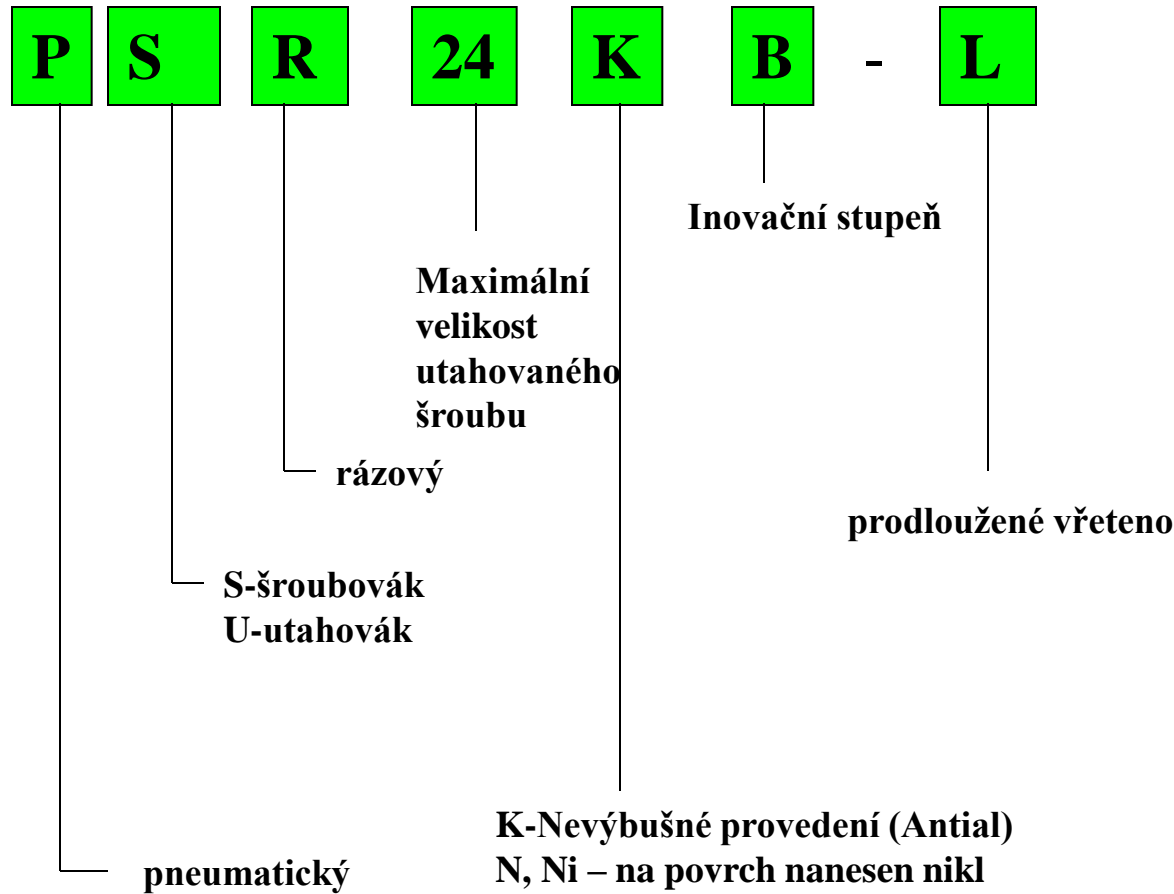 P S R 24 K B - L
Inovační stupeň
Maximální
velikost
utahovaného
šroubu
rázový
prodloužené vřeteno
S-šroubovák
U-utahovák
K-Nevýbušné provedení (Antial)
N, Ni – na povrch nanesen nikl
pneumatický